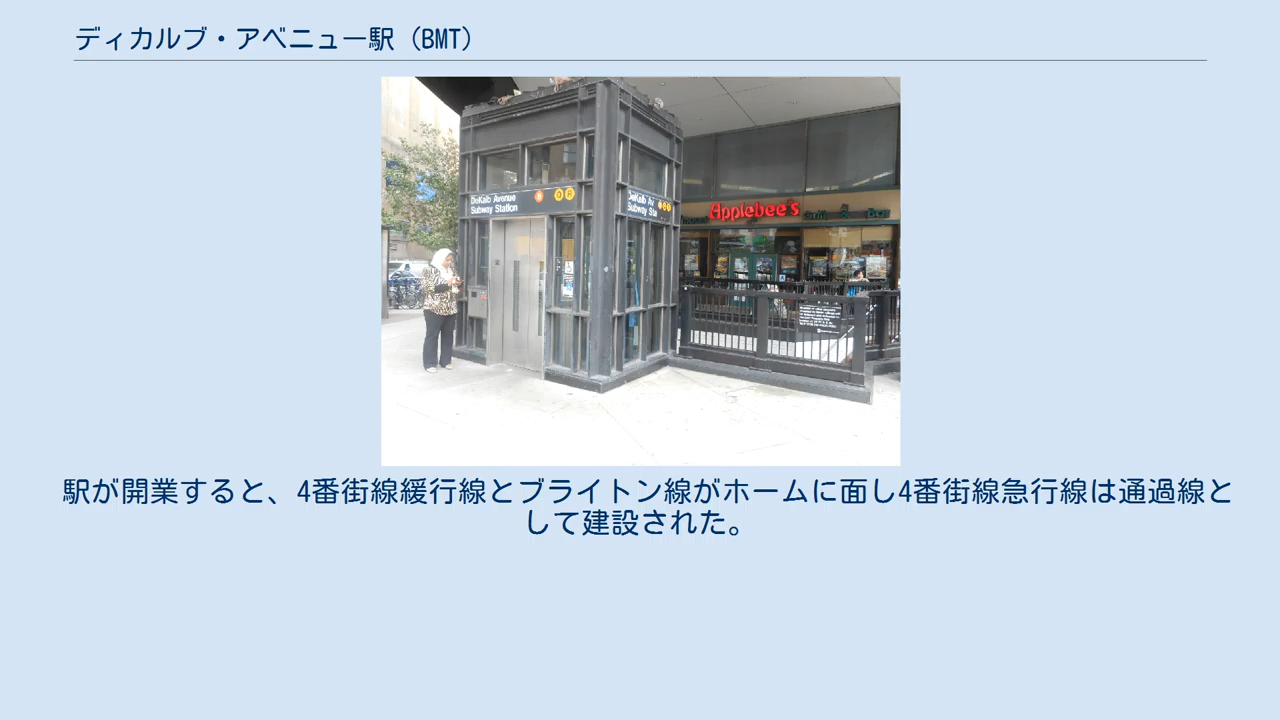 ディカルブ・アベニュー駅（BMT）
DeKalb Avenue
Subway Station
B Q R
DeKalb Av
Subway Sta
Applebee's
駅が開業すると、4番街線緩行線とブライトン線がホームに面し4番街線急行線は通過線と
して建設された。